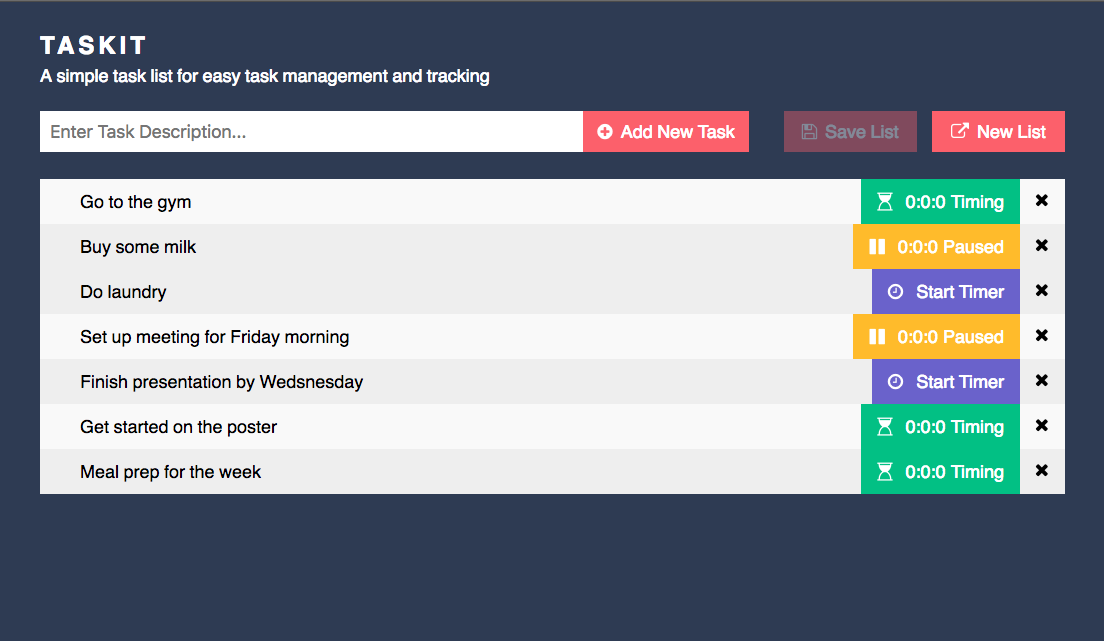 TASKIT
A simple task list for easy task management and tracking
Enter Task Description... Add New Task Save List New List
Go to the gym 0:0:0 Timing
Buy some milk 0:0:0 Paused
Do laundry Start Timer
Set up meeting for Friday morning 0:0:0 Paused
Finish presentation by Wedsnesday Start Timer
Get started on the poster 0:0:0 Timing
Meal prep for the week 0:0:0 Timing